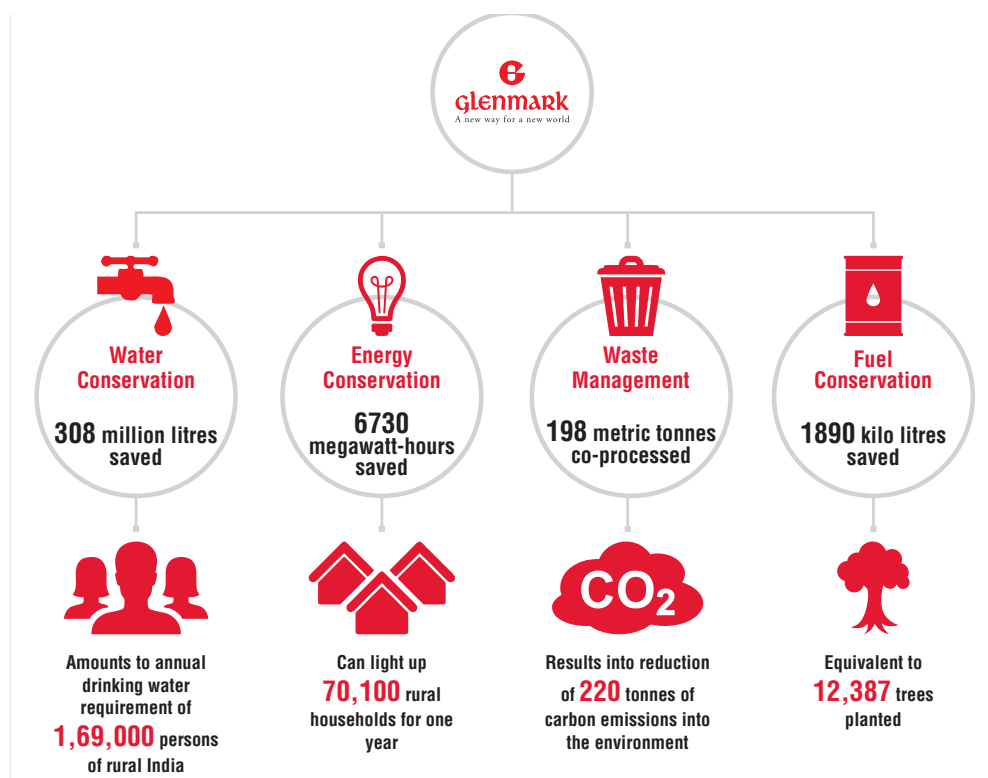 glenmark
A new way for a new world
Water
Conservation
308 million litres
saved
Energy
Conservation
6730
megawatt-hours
saved
Waste
Management
198 metric tonnes
co-processed
Fuel
Conservation
1890 kilo litres
saved
Amounts to annual
drinking water
requirement of
1,69,000 persons
of rural India
Can light up
70,100 rural
households for one
year
CO2
Results into reduction
of 220 tonnes of
carbon emissions into
the environment
Equivalent to
12,387 trees
planted